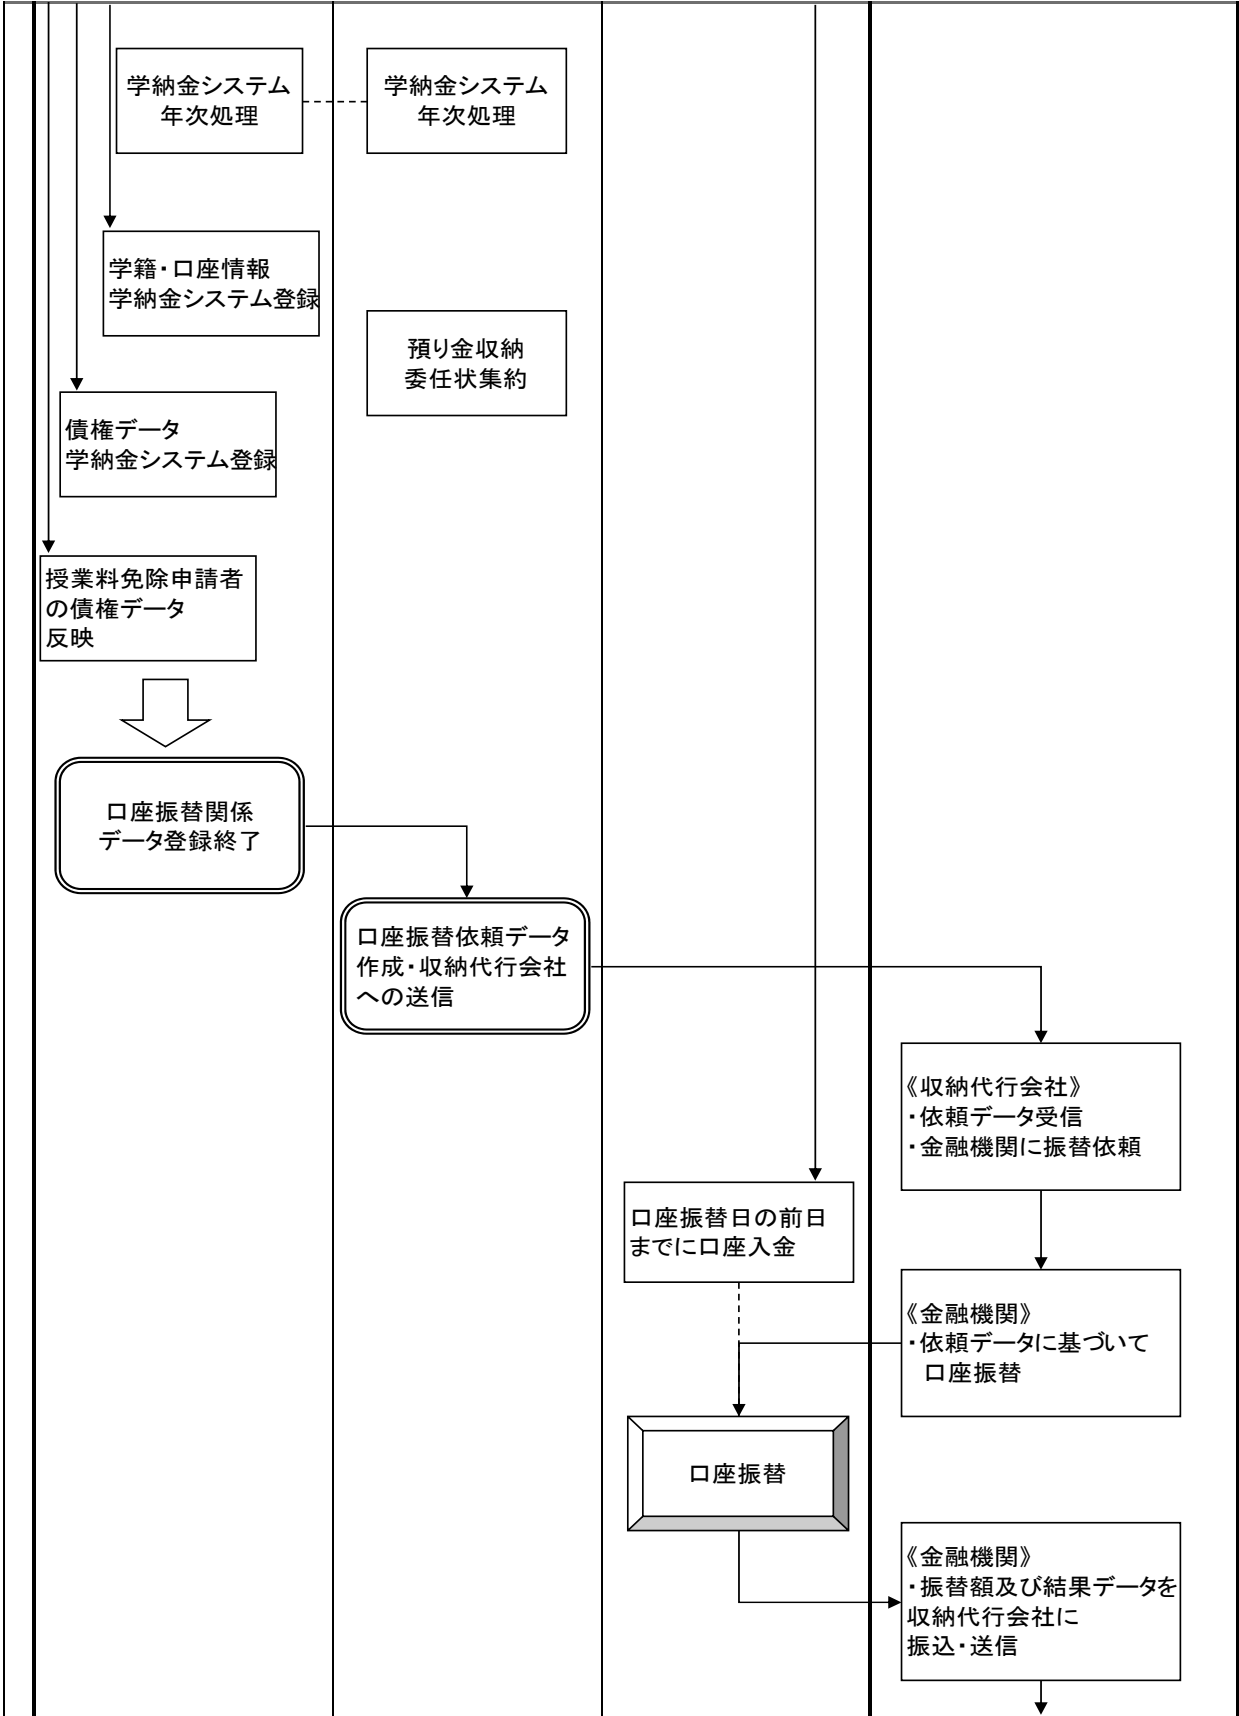 学納金システム
年次処理
学納金システム
年次処理
学籍・口座情報
学納金システム登録
預り金収納
委任状集約
債権データ
学納金システム登録
授業料免除申請者
の債権データ
反映
口座振替関係
データ登録終了
口座振替依頼データ
作成・収納代行会社
への送信
《収納代行会社》
・依頼データ受信
・金融機関に振替依頼
口座振替日の前日
までに口座入金
《金融機関》
・依頼データに基づいて
口座振替
口座振替
《金融機関》
・振替額及び結果データを
収納代行会社に
振込・送信